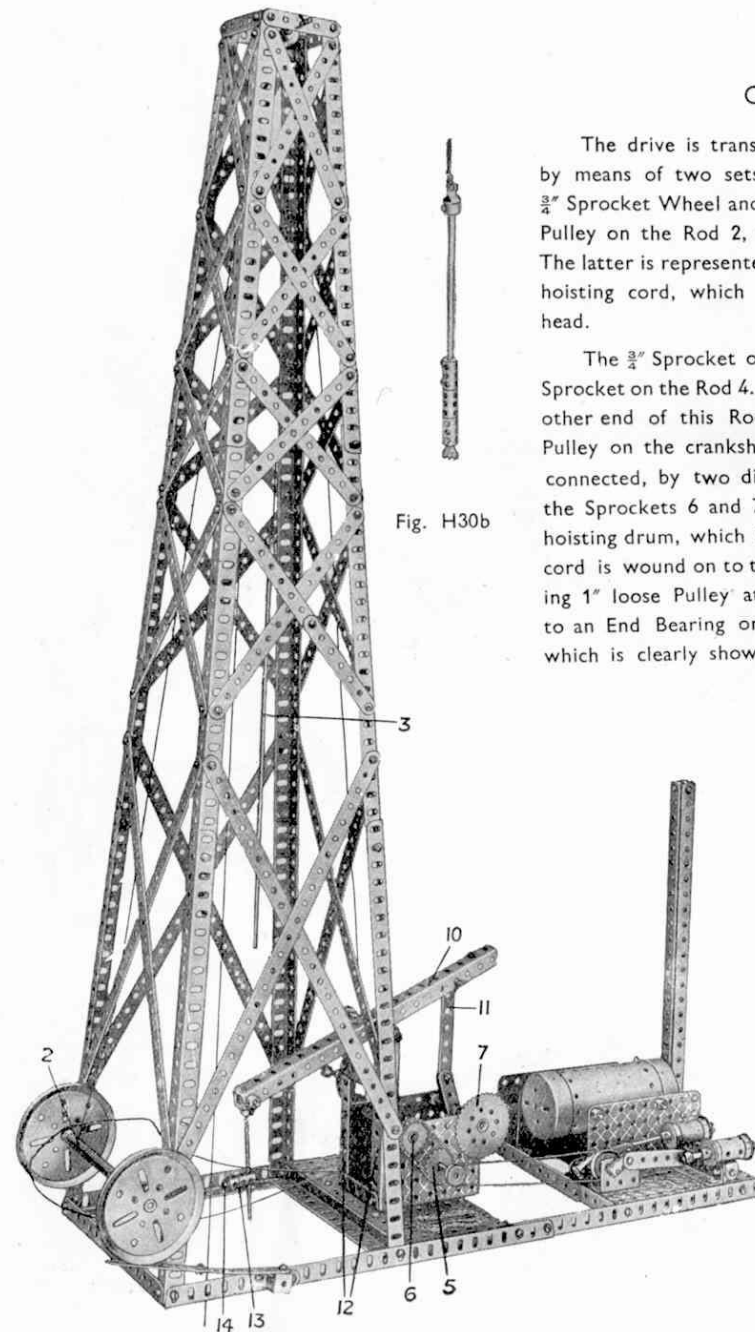 The drive is trans
by means of two sets
¾″ Sprocket Wheel and
Pulley on the Rod 2,
The latter is represente
hoisting cord, which
head.
The ¾″ Sprocket o
Sprocket on the Rod 4.
other end of this Ro
Pulley on the cranksh
connected, by two di
the Sprockets 6 and 7
hoisting drum, which
cord is wound on to t
ing 1″ loose Pulley at
to an End Bearing or
which is clearly show
Fig. H30b
3
10
11
7
2
14
13
12
6
5